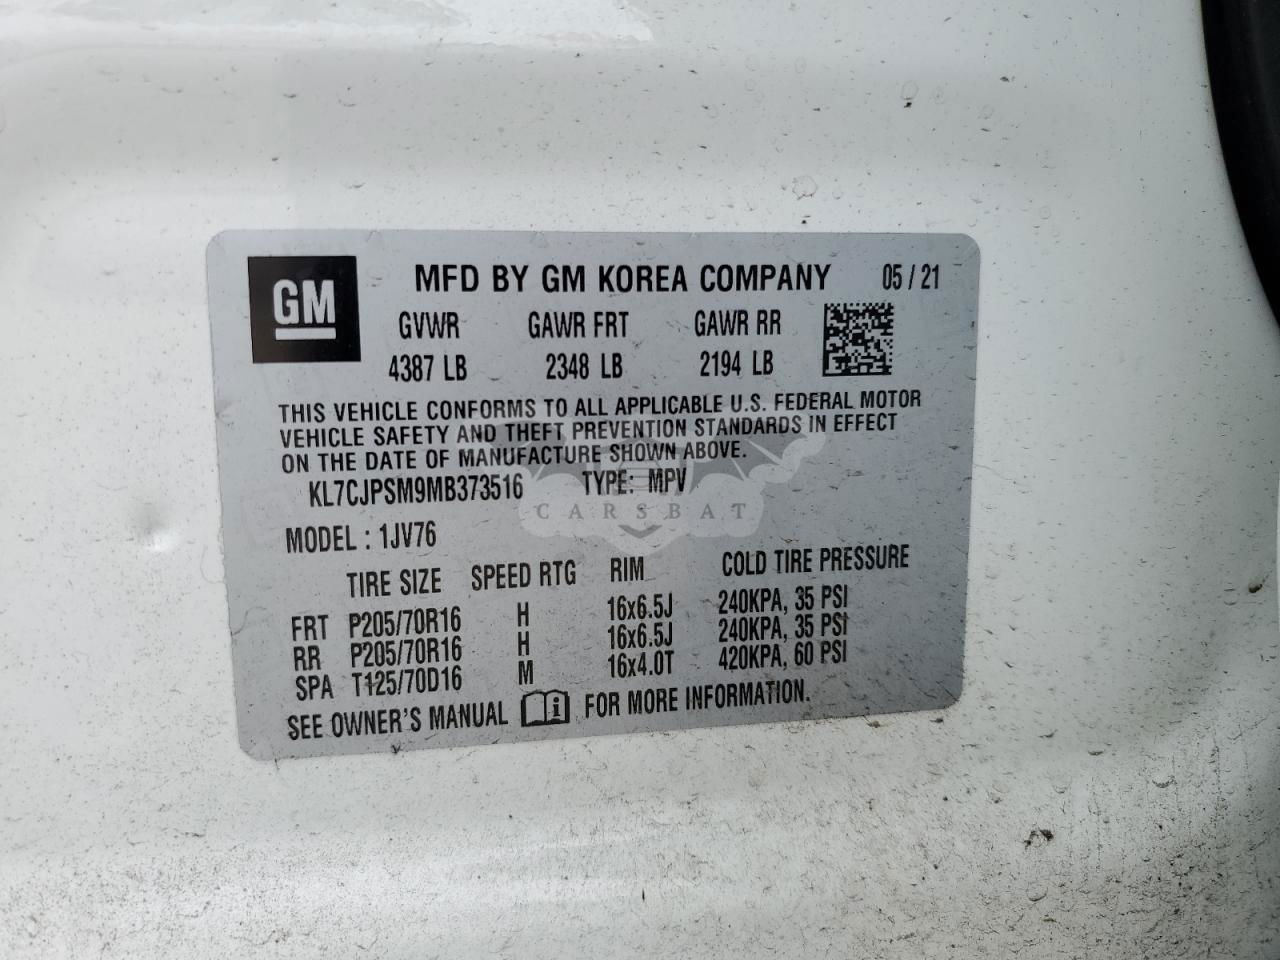 GM MFD BY GM KOREA COMPANY 05 / 21
GVWR GAWR FRT GAWR RR
4387 LB 2348 LB 2194 LB
THIS VEHICLE CONFORMS TO ALL APPLICABLE U.S. FEDERAL MOTOR
VEHICLE SAFETY AND THEFT PREVENTION STANDARDS IN EFFECT
ON THE DATE OF MANUFACTURE SHOWN ABOVE.
KL7CJPSM9MB373516 TYPE: MPV
CARSBAT
MODEL : 1JV76
TIRE SIZE SPEED RTG RIM COLD TIRE PRESSURE
FRT P205/70R16 H 16x6.5J 240KPA, 35 PSI
RR P205/70R16 H 16x6.5J 240KPA, 35 PSI
SPA T125/70D16 M 16x4.0T 420KPA, 60 PSI
SEE OWNER'S MANUAL i FOR MORE INFORMATION.